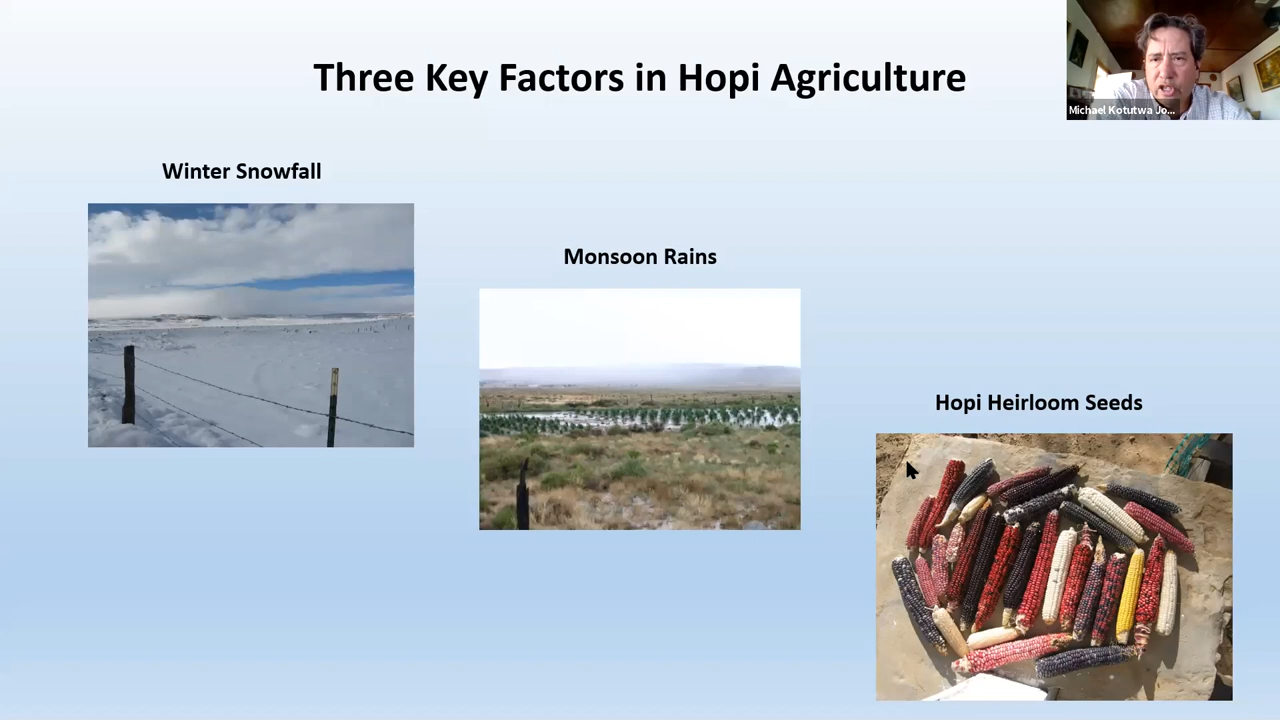 Three Key Factors in Hopi Agriculture
Michael Kotutwa Jo...
Winter Snowfall
Monsoon Rains
Hopi Heirloom Seeds